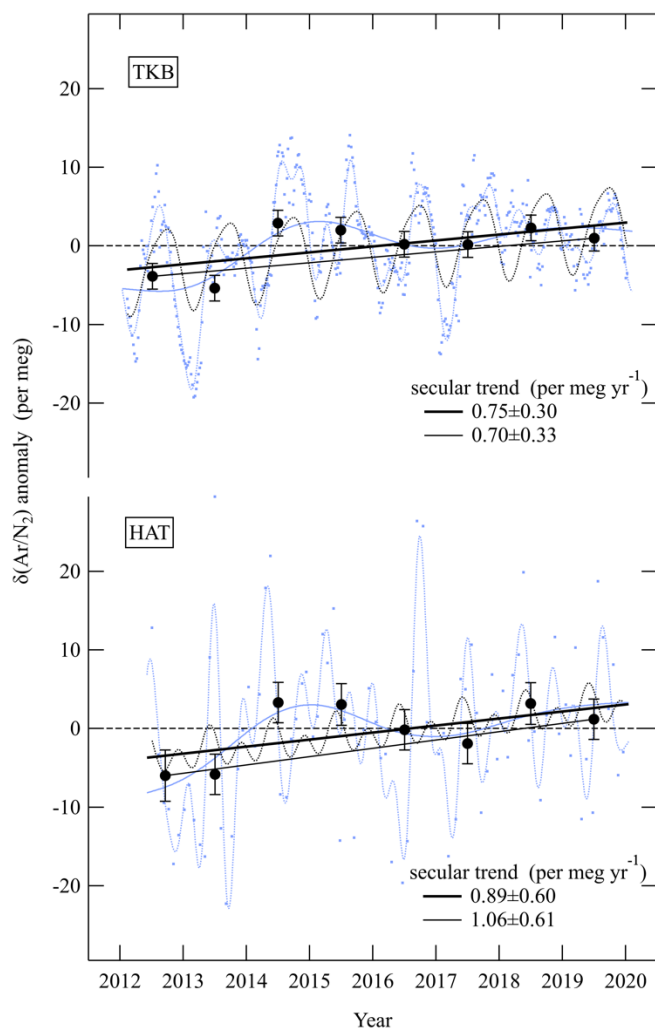 TKB
20
10
0
-10
-20
secular trend (per meg yr⁻¹)
0.75±0.30
0.70±0.33
δ(Ar/N₂) anomaly (per meg)
HAT
20
10
0
-10
-20
secular trend (per meg yr⁻¹)
0.89±0.60
1.06±0.61
2012 2013 2014 2015 2016 2017 2018 2019 2020
Year